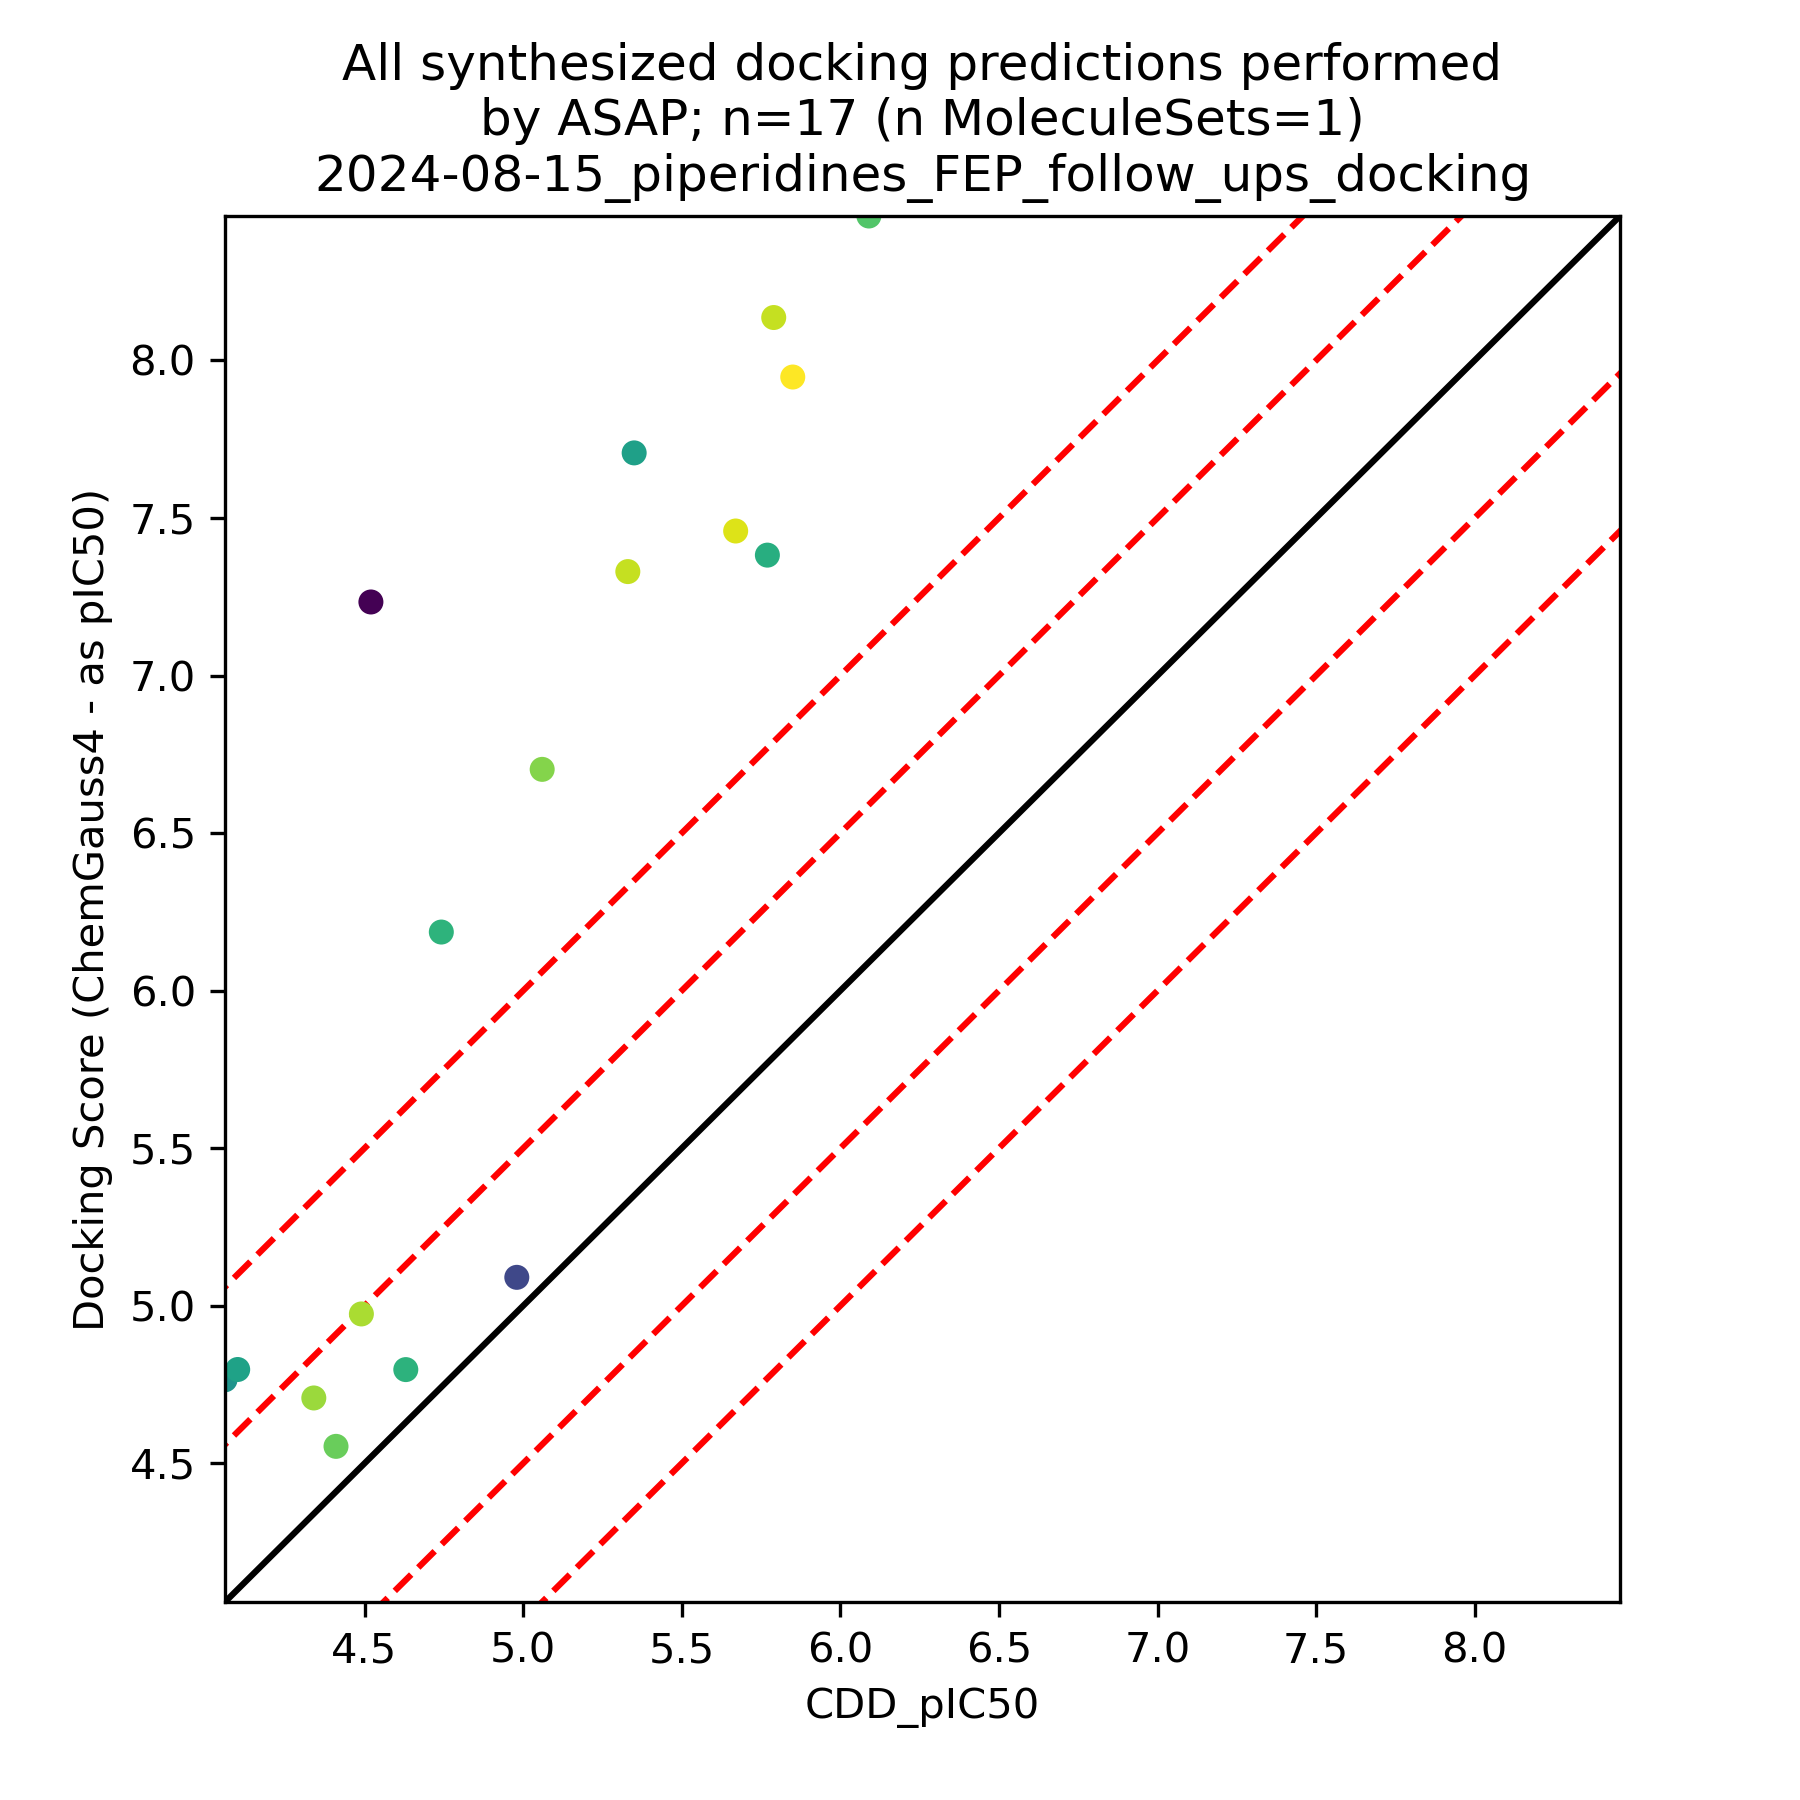 All synthesized docking predictions performed
by ASAP; n=17 (n MoleculeSets=1)
2024-08-15_piperidines_FEP_follow_ups_docking
Docking Score (ChemGauss4 - as pIC50)
8.0
7.5
7.0
6.5
6.0
5.5
5.0
4.5
4.5 5.0 5.5 6.0 6.5 7.0 7.5 8.0
CDD_pIC50